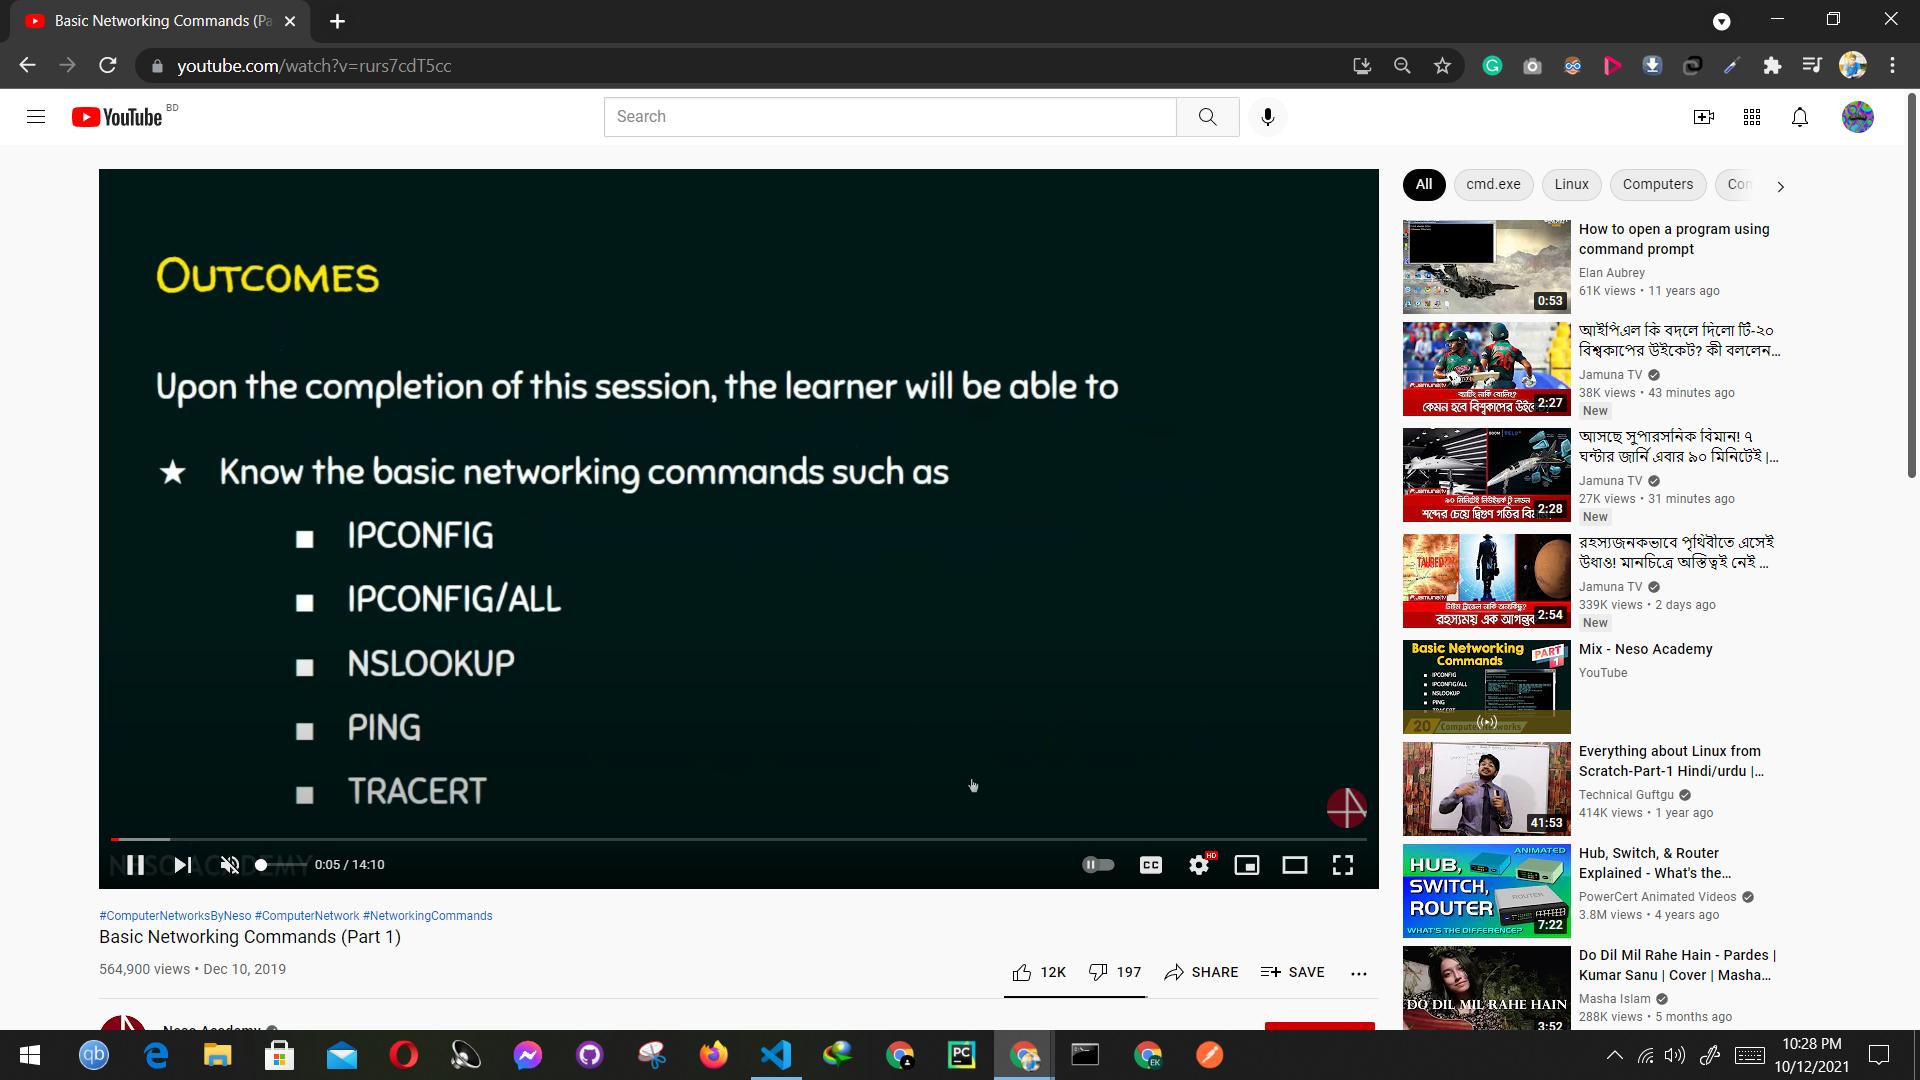 Basic Networking Commands (Pa
youtube.com/watch?v=rurs7cdT5cc
YouTube BD
Search
OUTCOMES
Upon the completion of this session, the learner will be able to
★ Know the basic networking commands such as
IPCONFIG
IPCONFIG/ALL
NSLOOKUP
PING
TRACERT
NESO ACADEMY
0:05 / 14:10
CC
HD
#ComputerNetworksByNeso #ComputerNetwork #NetworkingCommands
Basic Networking Commands (Part 1)
564,900 views • Dec 10, 2019
12K 197 SHARE SAVE
Neso Academy
All cmd.exe Linux Computers Con
0:53
How to open a program using
command prompt
Elan Aubrey
61K views • 11 years ago
2:27
আইপিএল কি বদলে দিলো টি-২০
বিশ্বকাপের উইকেট? কী বললেন...
Jamuna TV
38K views • 43 minutes ago
New
2:28
আসছে সুপারসনিক বিমান! ৭
ঘন্টার জার্নি এবার ৯০ মিনিটেই |...
Jamuna TV
27K views • 31 minutes ago
New
2:54
রহস্যজনকভাবে পৃথিবীতে এসেই
উধাও! মানচিত্রে অস্তিত্বই নেই ...
Jamuna TV
339K views • 2 days ago
New
Basic Networking
Commands
PART
1
IPCONFIG
IPCONFIG/ALL
NSLOOKUP
PING
20 Computer Networks
Mix - Neso Academy
YouTube
41:53
Everything about Linux from
Scratch-Part-1 Hindi/urdu |...
Technical Guftgu
414K views • 1 year ago
ANIMATED
HUB,
SWITCH,
ROUTER
ROUTER
WHAT'S THE DIFFERENCE?
7:22
Hub, Switch, & Router
Explained - What's the...
PowerCert Animated Videos
3.8M views • 4 years ago
DO DIL MIL RAHE HAIN
3:52
Do Dil Mil Rahe Hain - Pardes |
Kumar Sanu | Cover | Masha...
Masha Islam
288K views • 5 months ago
qb
PC
EK
10:28 PM
10/12/2021